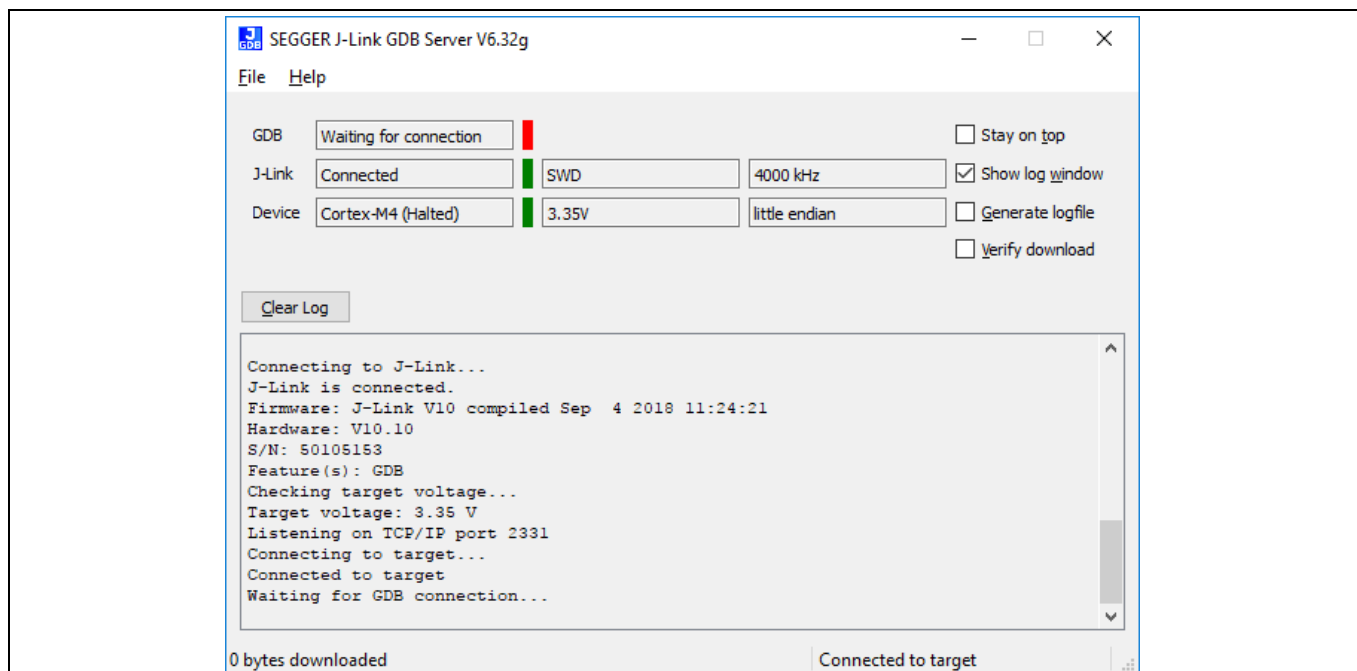 J GDB SEGGER J-Link GDB Server V6.32g
File Help
GDB Waiting for connection Stay on top
J-Link Connected SWD 4000 kHz Show log window
Device Cortex-M4 (Halted) 3.35V little endian Generate logfile
Verify download
Clear Log
Connecting to J-Link...
J-Link is connected.
Firmware: J-Link V10 compiled Sep  4 2018 11:24:21
Hardware: V10.10
S/N: 50105153
Feature(s): GDB
Checking target voltage...
Target voltage: 3.35 V
Listening on TCP/IP port 2331
Connecting to target...
Connected to target
Waiting for GDB connection...
0 bytes downloaded Connected to target